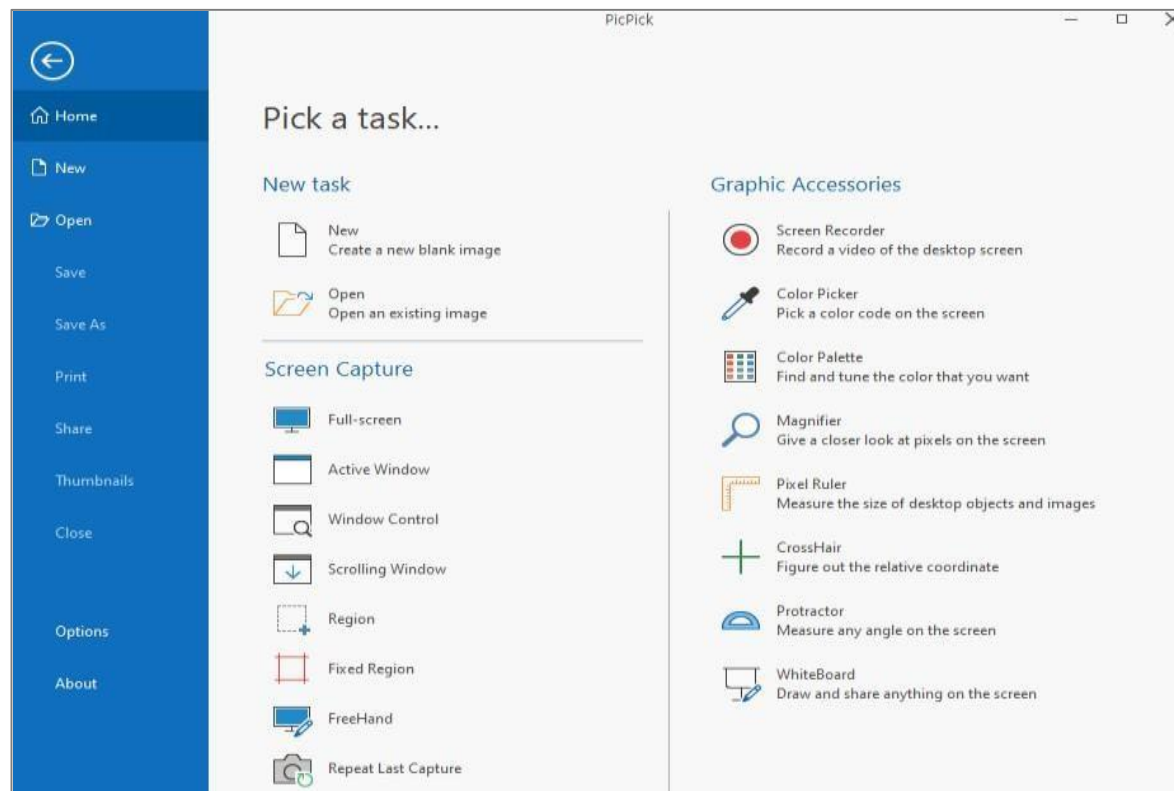 PicPick
Home
New
Open
Save
Save As
Print
Share
Thumbnails
Close
Options
About
Pick a task...
New task
New
Create a new blank image
Open
Open an existing image
Screen Capture
Full-screen
Active Window
Window Control
Scrolling Window
Region
Fixed Region
FreeHand
Repeat Last Capture
Graphic Accessories
Screen Recorder
Record a video of the desktop screen
Color Picker
Pick a color code on the screen
Color Palette
Find and tune the color that you want
Magnifier
Give a closer look at pixels on the screen
Pixel Ruler
Measure the size of desktop objects and images
CrossHair
Figure out the relative coordinate
Protractor
Measure any angle on the screen
WhiteBoard
Draw and share anything on the screen